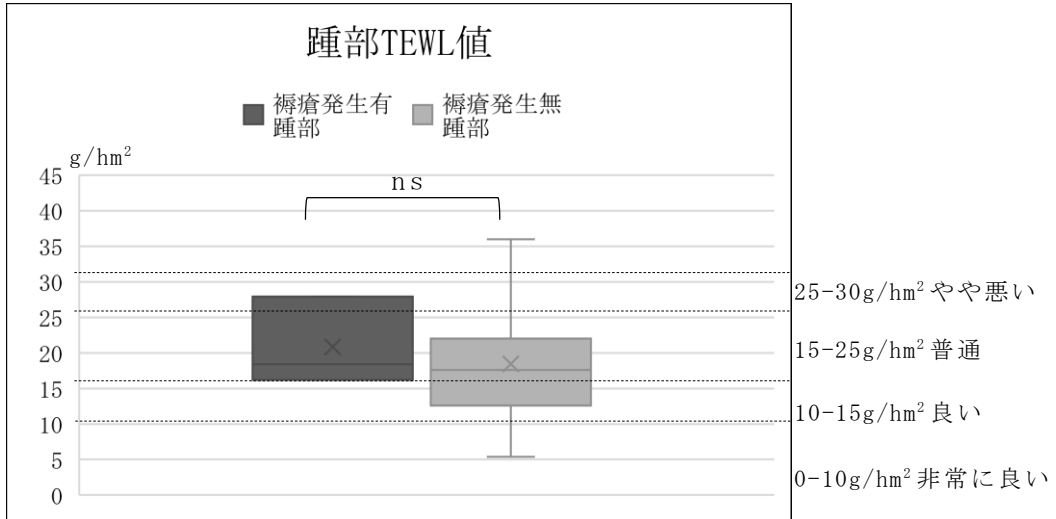 踵部TEWL値
褥瘡発生有
踵部
褥瘡発生無
踵部
g/hm²
ns
45
40
35
30
25
20
15
10
5
0
25-30g/hm² やや悪い
15-25g/hm² 普通
10-15g/hm² 良い
0-10g/hm² 非常に良い